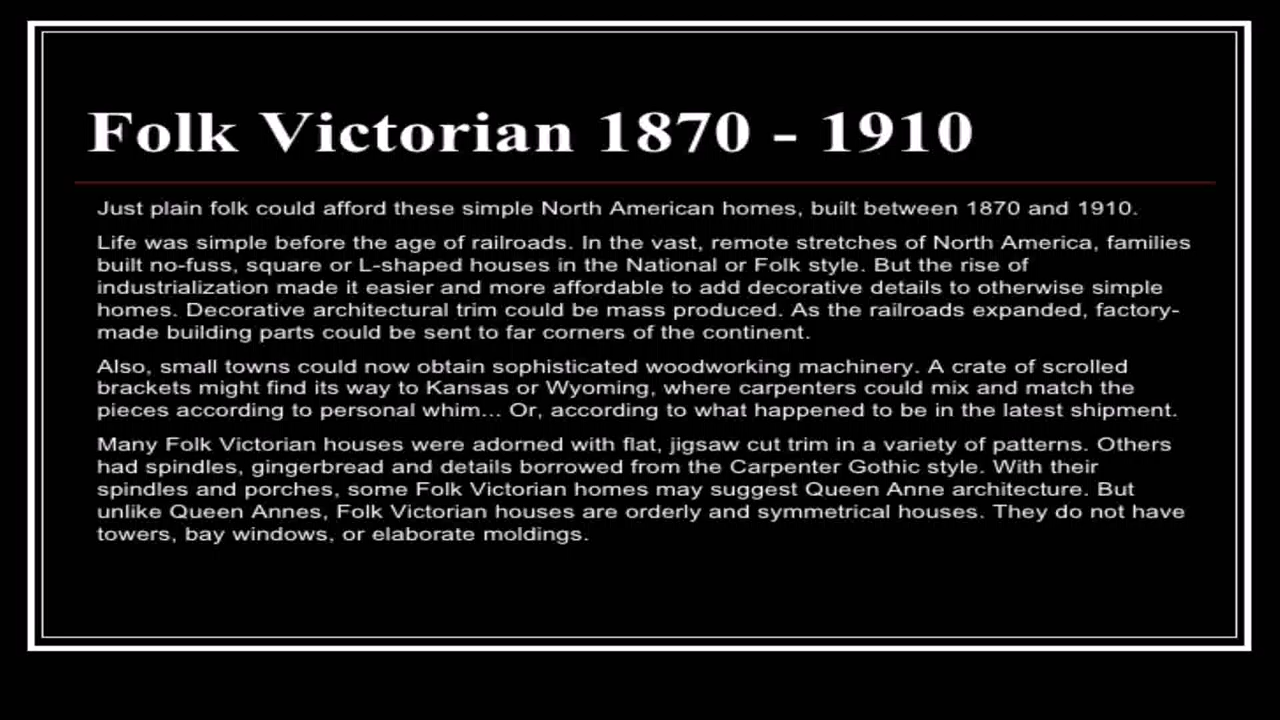 Folk Victorian 1870 - 1910
Just plain folk could afford these simple North American homes, built between 1870 and 1910.
Life was simple before the age of railroads. In the vast, remote stretches of North America, families
built no-fuss, square or L-shaped houses in the National or Folk style. But the rise of
industrialization made it easier and more affordable to add decorative details to otherwise simple
homes. Decorative architectural trim could be mass produced. As the railroads expanded, factory-
made building parts could be sent to far corners of the continent.
Also, small towns could now obtain sophisticated woodworking machinery. A crate of scrolled
brackets might find its way to Kansas or Wyoming, where carpenters could mix and match the
pieces according to personal whim... Or, according to what happened to be in the latest shipment.
Many Folk Victorian houses were adorned with flat, jigsaw cut trim in a variety of patterns. Others
had spindles, gingerbread and details borrowed from the Carpenter Gothic style. With their
spindles and porches, some Folk Victorian homes may suggest Queen Anne architecture. But
unlike Queen Annes, Folk Victorian houses are orderly and symmetrical houses. They do not have
towers, bay windows, or elaborate moldings.